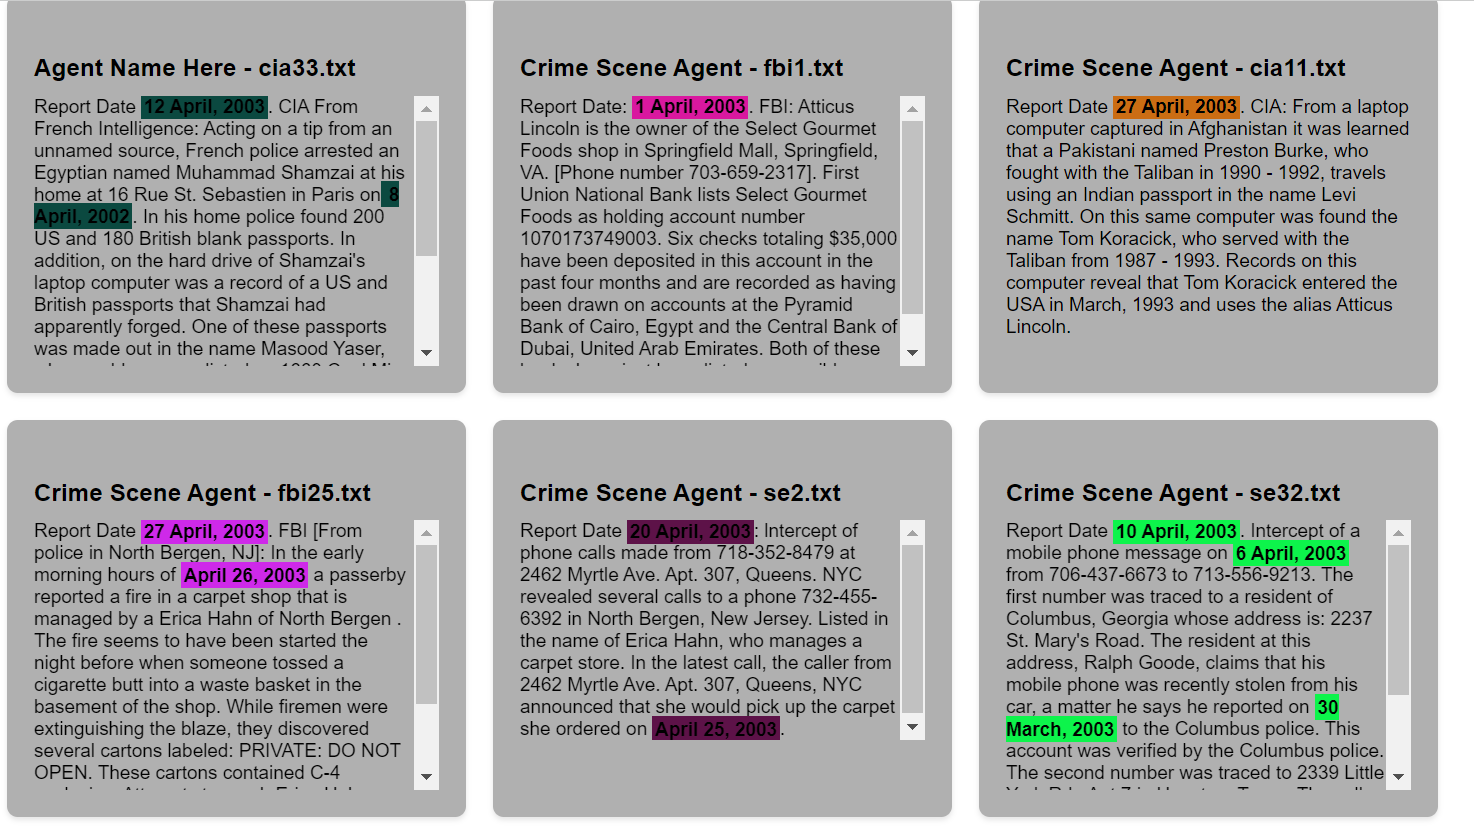 Agent Name Here - cia33.txt
Report Date 12 April, 2003. CIA From
French Intelligence: Acting on a tip from an
unnamed source, French police arrested an
Egyptian named Muhammad Shamzai at his
home at 16 Rue St. Sebastien in Paris on 8
April, 2002. In his home police found 200
US and 180 British blank passports. In
addition, on the hard drive of Shamzai's
laptop computer was a record of a US and
British passports that Shamzai had
apparently forged. One of these passports
was made out in the name Masood Yaser,
Crime Scene Agent - fbi1.txt
Report Date: 1 April, 2003. FBI: Atticus
Lincoln is the owner of the Select Gourmet
Foods shop in Springfield Mall, Springfield,
VA. [Phone number 703-659-2317]. First
Union National Bank lists Select Gourmet
Foods as holding account number
1070173749003. Six checks totaling $35,000
have been deposited in this account in the
past four months and are recorded as having
been drawn on accounts at the Pyramid
Bank of Cairo, Egypt and the Central Bank of
Dubai, United Arab Emirates. Both of these
Crime Scene Agent - cia11.txt
Report Date 27 April, 2003. CIA: From a laptop
computer captured in Afghanistan it was learned
that a Pakistani named Preston Burke, who
fought with the Taliban in 1990 - 1992, travels
using an Indian passport in the name Levi
Schmitt. On this same computer was found the
name Tom Koracick, who served with the
Taliban from 1987 - 1993. Records on this
computer reveal that Tom Koracick entered the
USA in March, 1993 and uses the alias Atticus
Lincoln.
Crime Scene Agent - fbi25.txt
Report Date 27 April, 2003. FBI [From
police in North Bergen, NJ]: In the early
morning hours of April 26, 2003 a passerby
reported a fire in a carpet shop that is
managed by a Erica Hahn of North Bergen .
The fire seems to have been started the
night before when someone tossed a
cigarette butt into a waste basket in the
basement of the shop. While firemen were
extinguishing the blaze, they discovered
several cartons labeled: PRIVATE: DO NOT
OPEN. These cartons contained C-4
Crime Scene Agent - se2.txt
Report Date 20 April, 2003: Intercept of
phone calls made from 718-352-8479 at
2462 Myrtle Ave. Apt. 307, Queens. NYC
revealed several calls to a phone 732-455-
6392 in North Bergen, New Jersey. Listed in
the name of Erica Hahn, who manages a
carpet store. In the latest call, the caller from
2462 Myrtle Ave. Apt. 307, Queens, NYC
announced that she would pick up the carpet
she ordered on April 25, 2003.
Crime Scene Agent - se32.txt
Report Date 10 April, 2003. Intercept of a
mobile phone message on 6 April, 2003
from 706-437-6673 to 713-556-9213. The
first number was traced to a resident of
Columbus, Georgia whose address is: 2237
St. Mary's Road. The resident at this
address, Ralph Goode, claims that his
mobile phone was recently stolen from his
car, a matter he says he reported on 30
March, 2003 to the Columbus police. This
account was verified by the Columbus police.
The second number was traced to 2339 Little